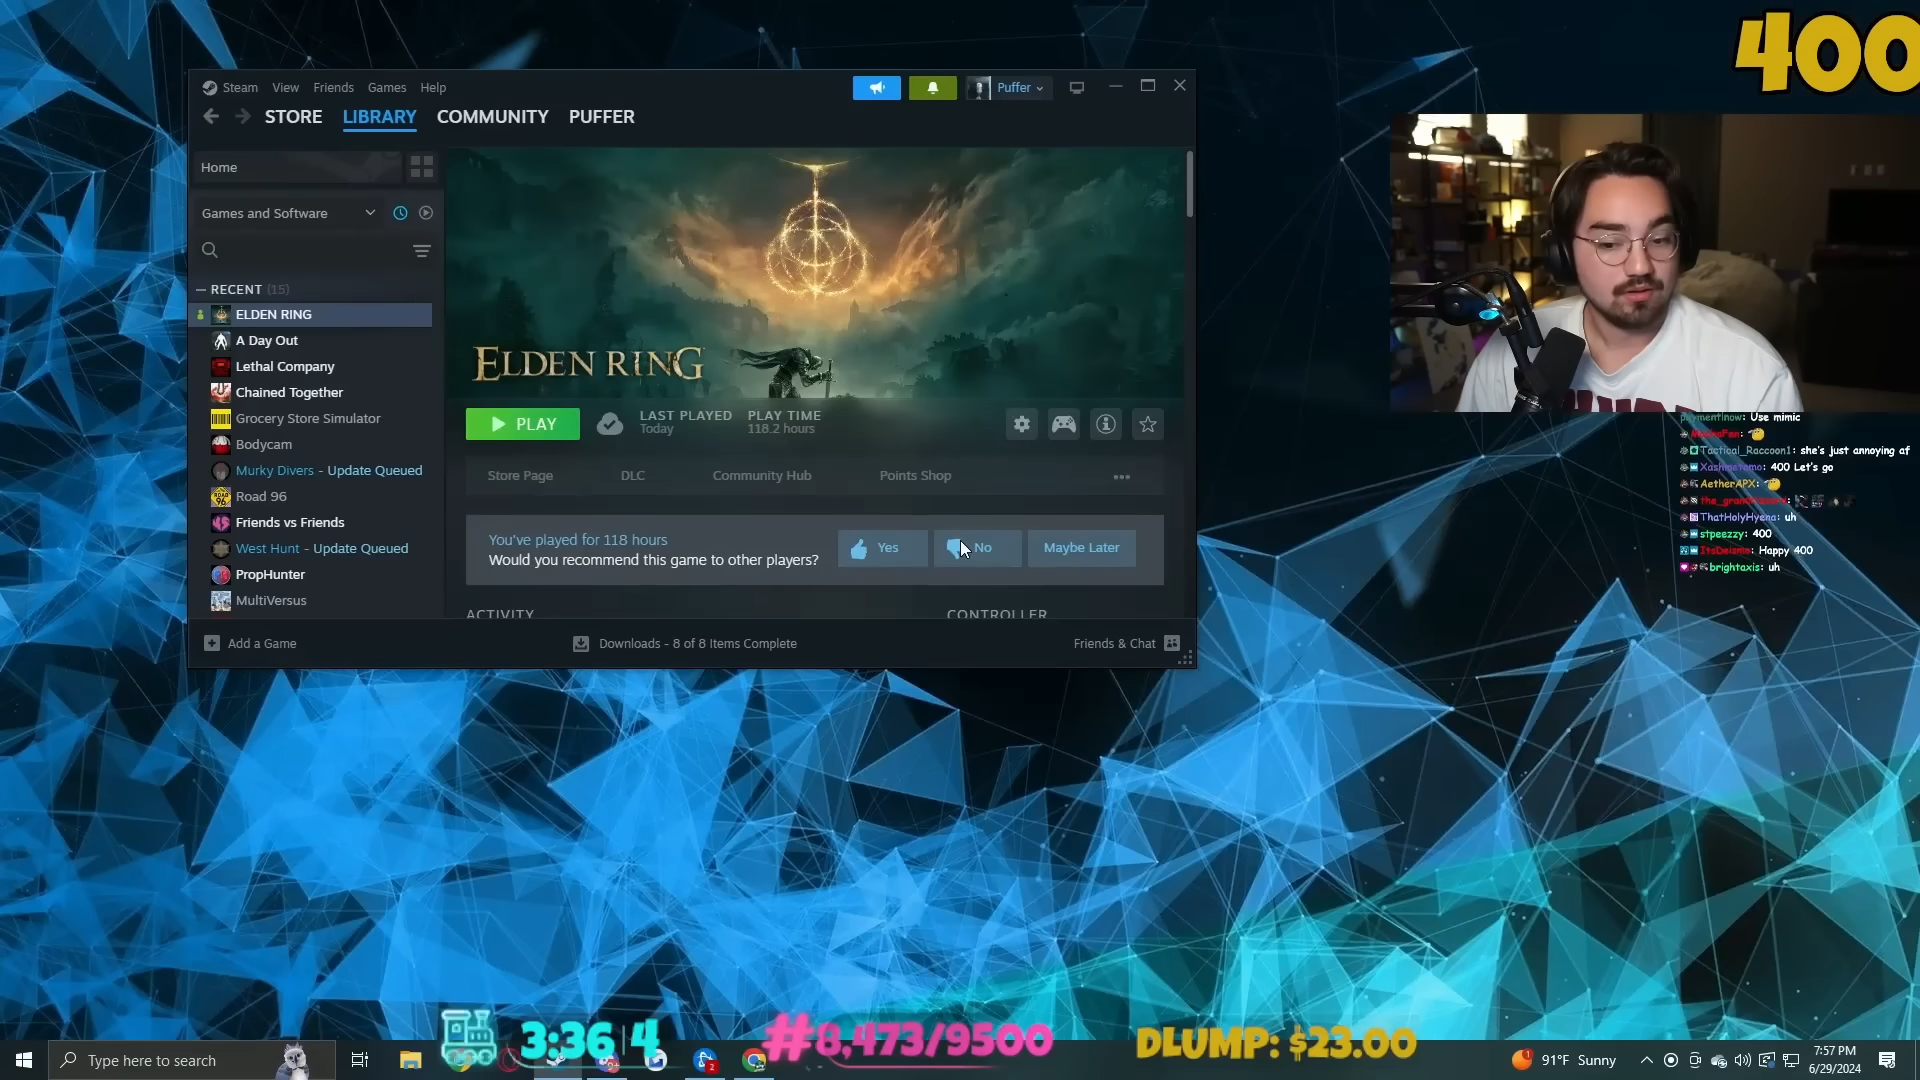 400
Steam View Friends Games Help
Puffer
STORE LIBRARY COMMUNITY PUFFER
Home
Games and Software
RECENT (15)
ELDEN RING
A Day Out
Lethal Company
Chained Together
Grocery Store Simulator
Bodycam
Murky Divers - Update Queued
Road 96
Friends vs Friends
West Hunt - Update Queued
PropHunter
MultiVersus
ELDEN RING
PLAY
LAST PLAYED
Today
PLAY TIME
118.2 hours
Store Page DLC Community Hub Points Shop
You've played for 118 hours
Would you recommend this game to other players?
Yes
No
Maybe Later
ACTIVITY
CONTROLLER
Add a Game
Downloads - 8 of 8 Items Complete
Friends & Chat
Use mimic
Tactical_Raccoon1: she's just annoying af
Xashmetomo: 400 Let's go
AetherAPX:
ThatHolyHyena: uh
stpeezzy: 400
ItsDeismo: Happy 400
brightaxis: uh
3:36|4
#8,473/9500
DLUMP: $23.00
Type here to search
2
1
91°F Sunny
7:57 PM
6/29/2024